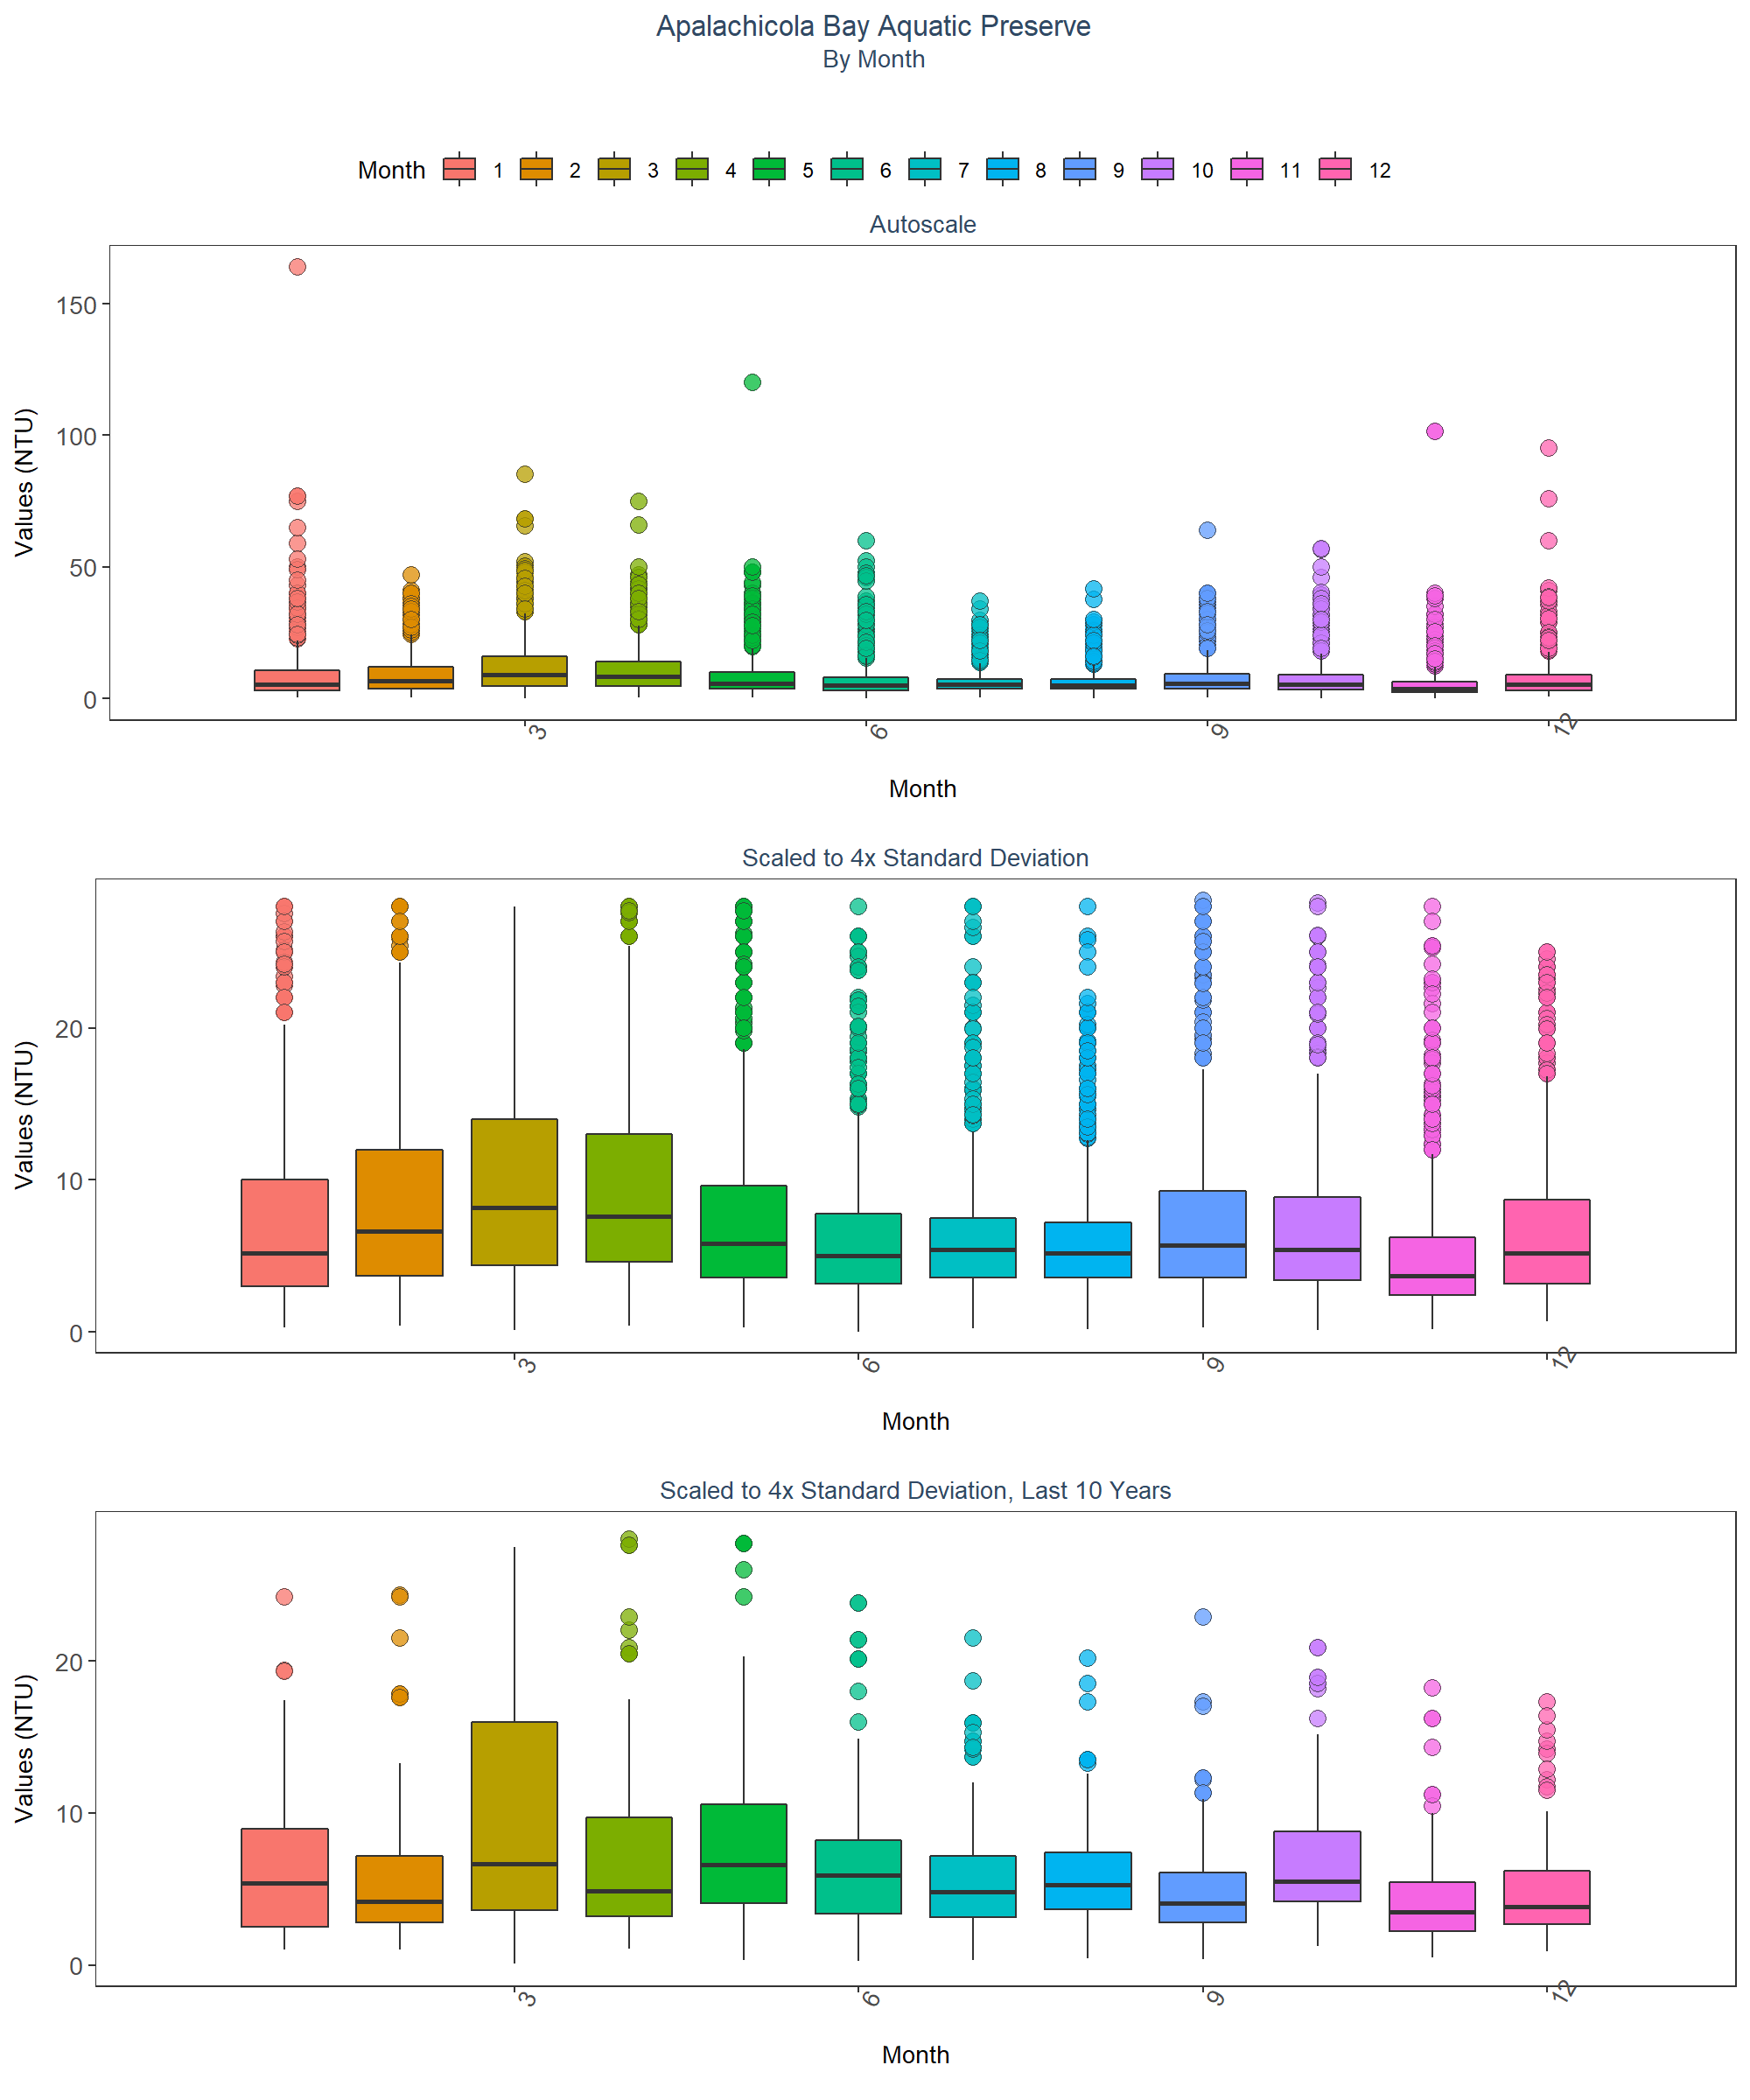 Apalachicola Bay Aquatic Preserve
By Month
Month 1 2 3 4 5 6 7 8 9 10 11 12
Autoscale
Values (NTU)
150
100
50
0
3 6 9 12
Month
Scaled to 4x Standard Deviation
Values (NTU)
20
10
0
3 6 9 12
Month
Scaled to 4x Standard Deviation, Last 10 Years
Values (NTU)
20
10
0
3 6 9 12
Month